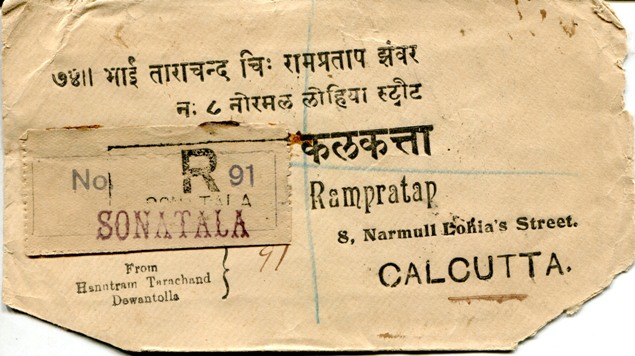 ७४॥ भाई ताराचन्द चिः रामप्रताप झंवर
नः ८ नोरमल लोहिया स्ट्रीट
कलकत्ता
No R 91
SONATALA
Rampratap
8, Narmull Lohia's Street.
CALCUTTA.
91
From
Hanutram Tarachand
Dewantolla